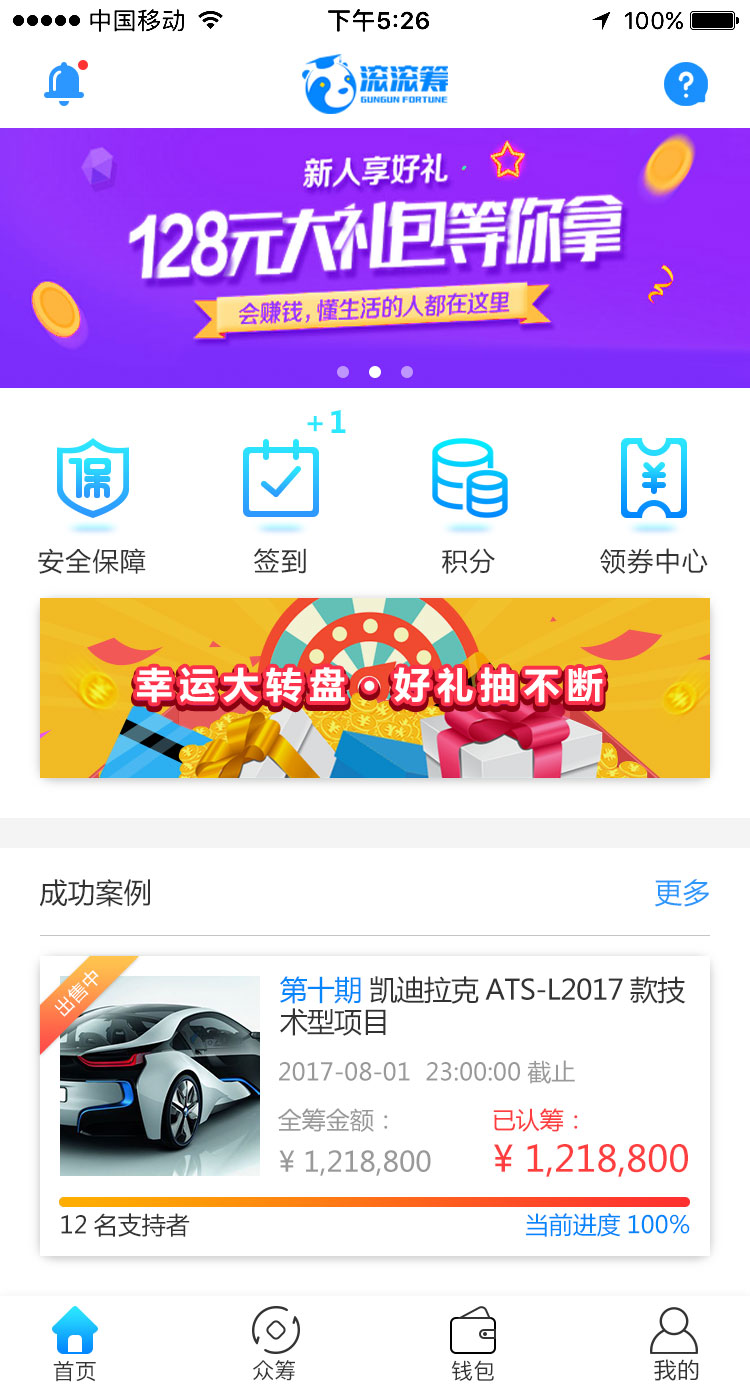 中国移动 下午5:26 100%
滚滚筹
GUNGUN FORTUNE
新人享好礼
128元大礼包等你拿
会赚钱,懂生活的人都在这里
+1
保 ¥
安全保障 签到 积分 领券中心
幸运大转盘·好礼抽不断
成功案例 更多
出售中
第十期 凯迪拉克 ATS-L2017 款技
术型项目
2017-08-01 23:00:00 截止
全筹金额: 已认筹:
¥ 1,218,800 ¥ 1,218,800
12 名支持者 当前进度 100%
首页 众筹 钱包 我的